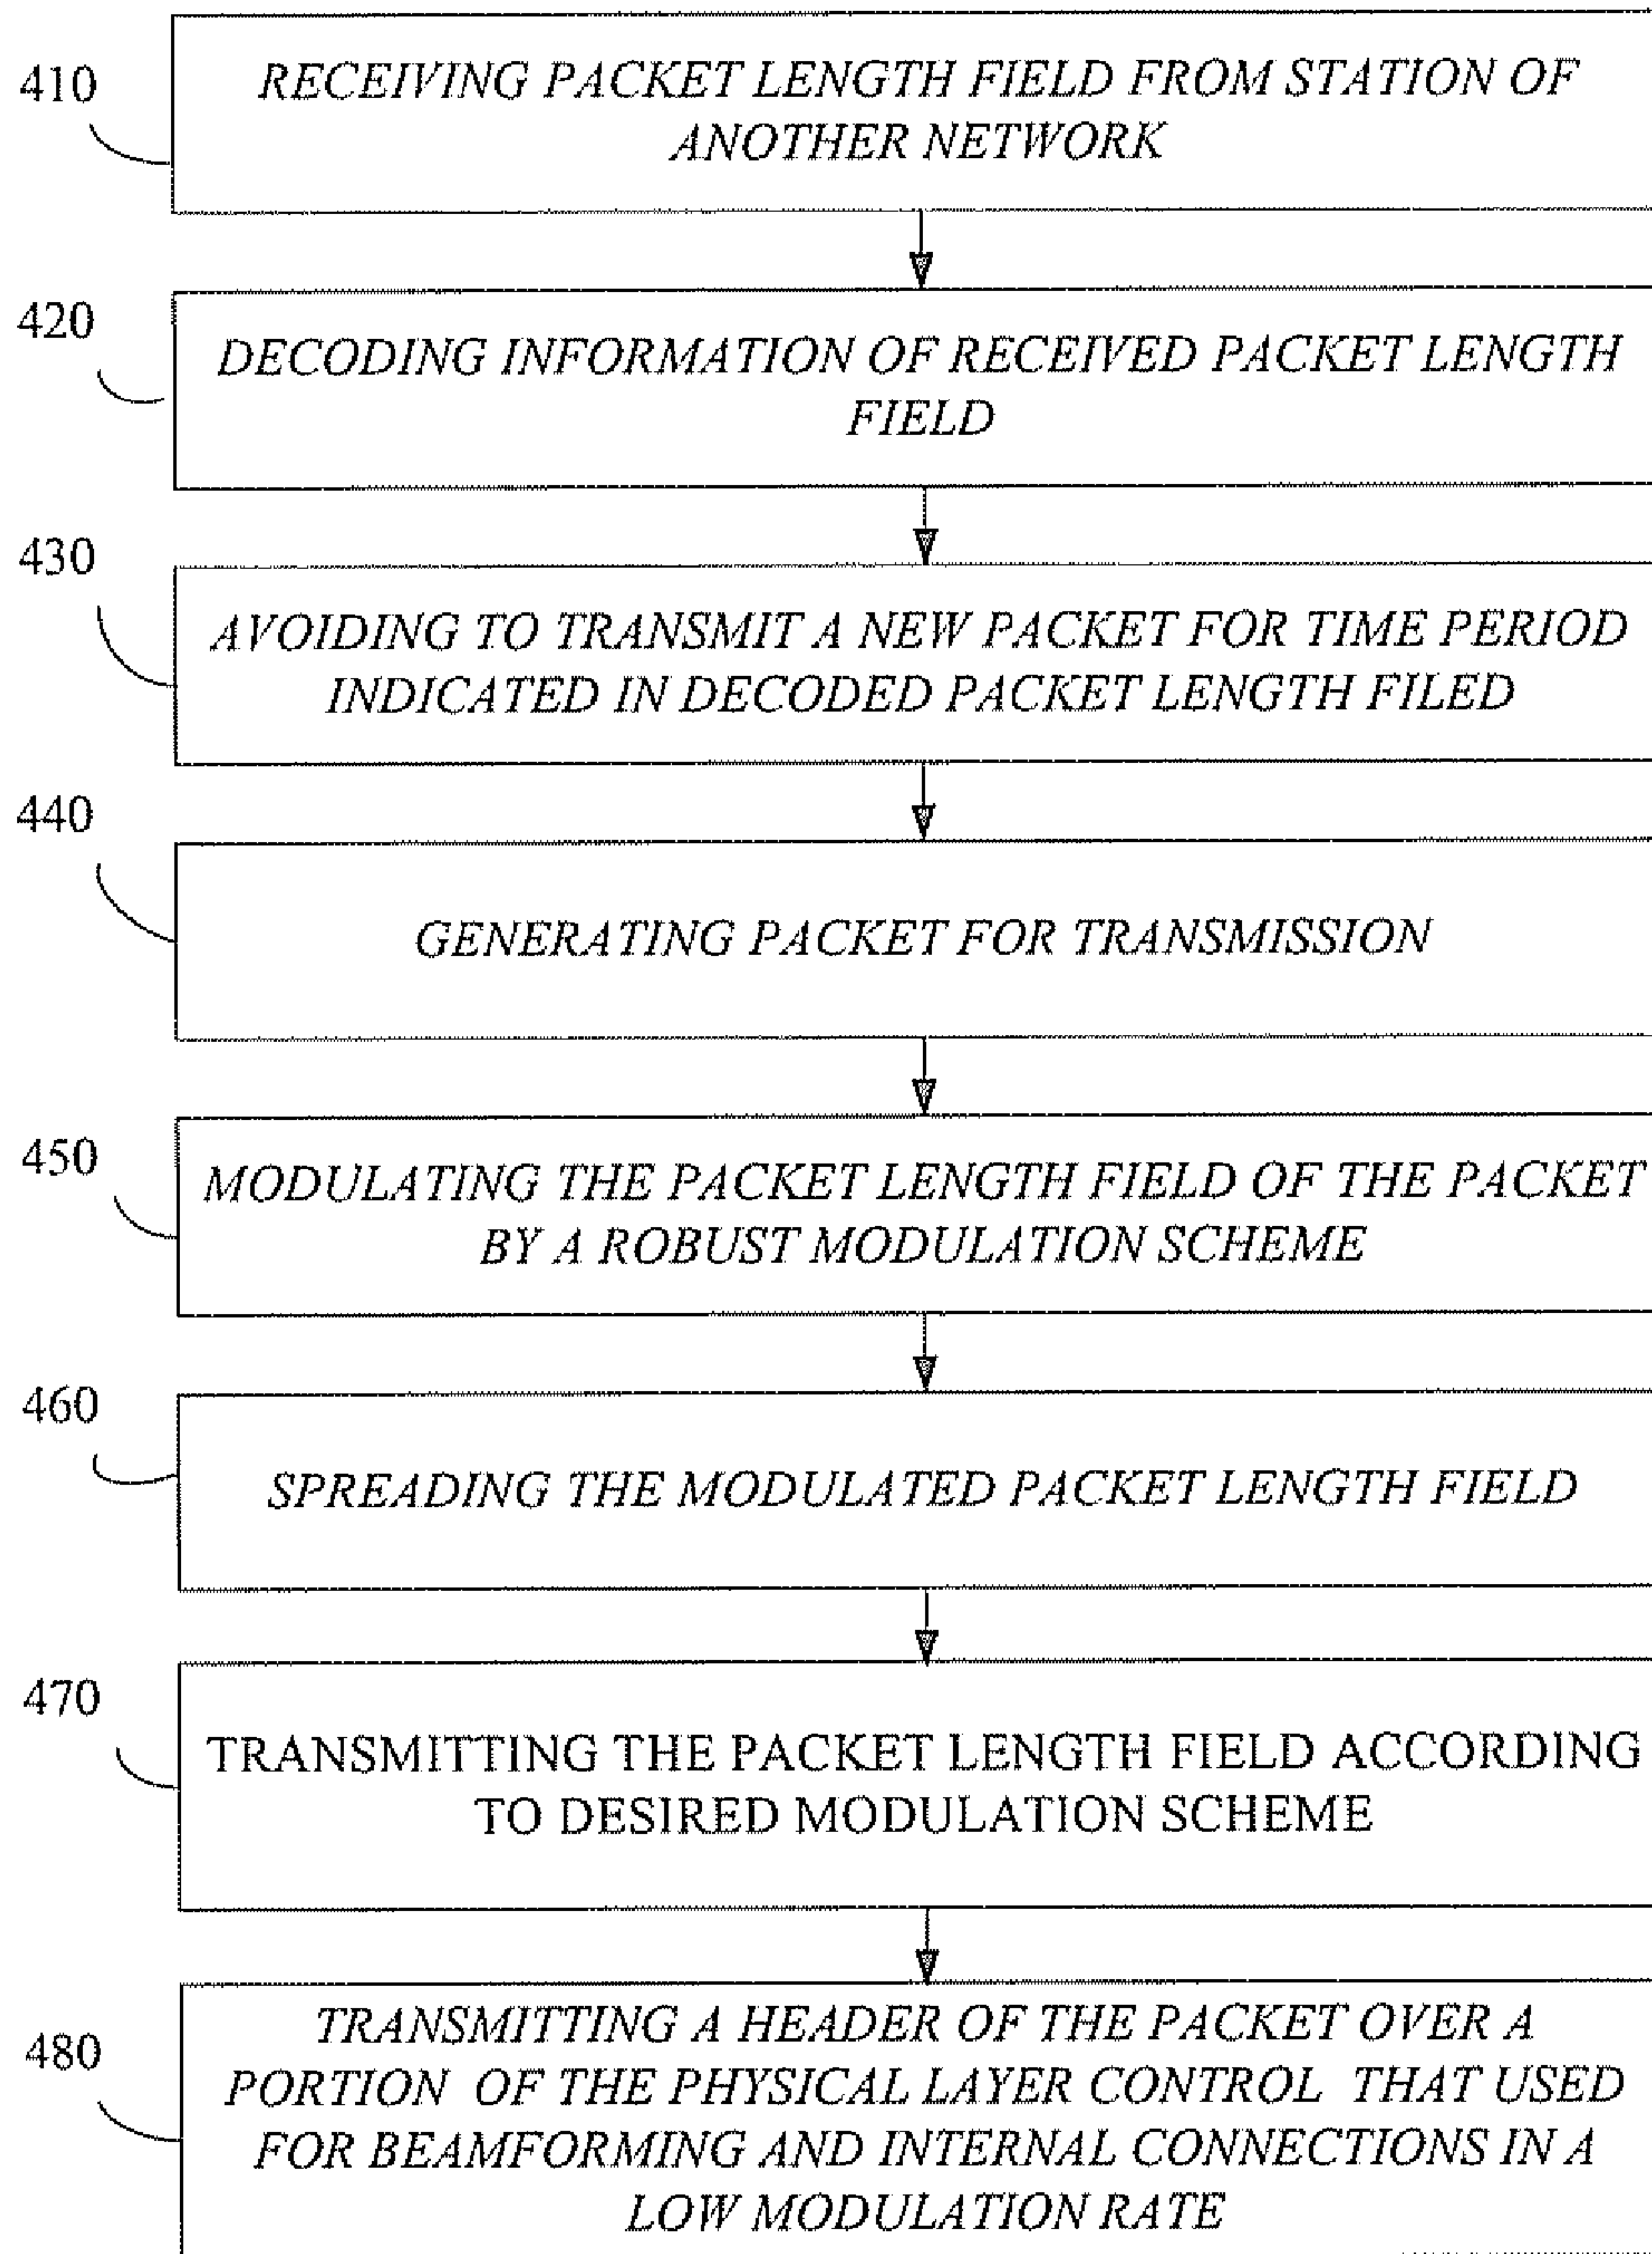 410
RECEIVING PACKET LENGTH FIELD FROM STATION OF
ANOTHER NETWORK
420
DECODING INFORMATION OF RECEIVED PACKET LENGTH
FIELD
430
AVOIDING TO TRANSMIT A NEW PACKET FOR TIME PERIOD
INDICATED IN DECODED PACKET LENGTH FILED
440
GENERATING PACKET FOR TRANSMISSION
450
MODULATING THE PACKET LENGTH FIELD OF THE PACKET
BY A ROBUST MODULATION SCHEME
460
SPREADING THE MODULATED PACKET LENGTH FIELD
470
TRANSMITTING THE PACKET LENGTH FIELD ACCORDING
TO DESIRED MODULATION SCHEME
480
TRANSMITTING A HEADER OF THE PACKET OVER A
PORTION OF THE PHYSICAL LAYER CONTROL THAT USED
FOR BEAMFORMING AND INTERNAL CONNECTIONS IN A
LOW MODULATION RATE